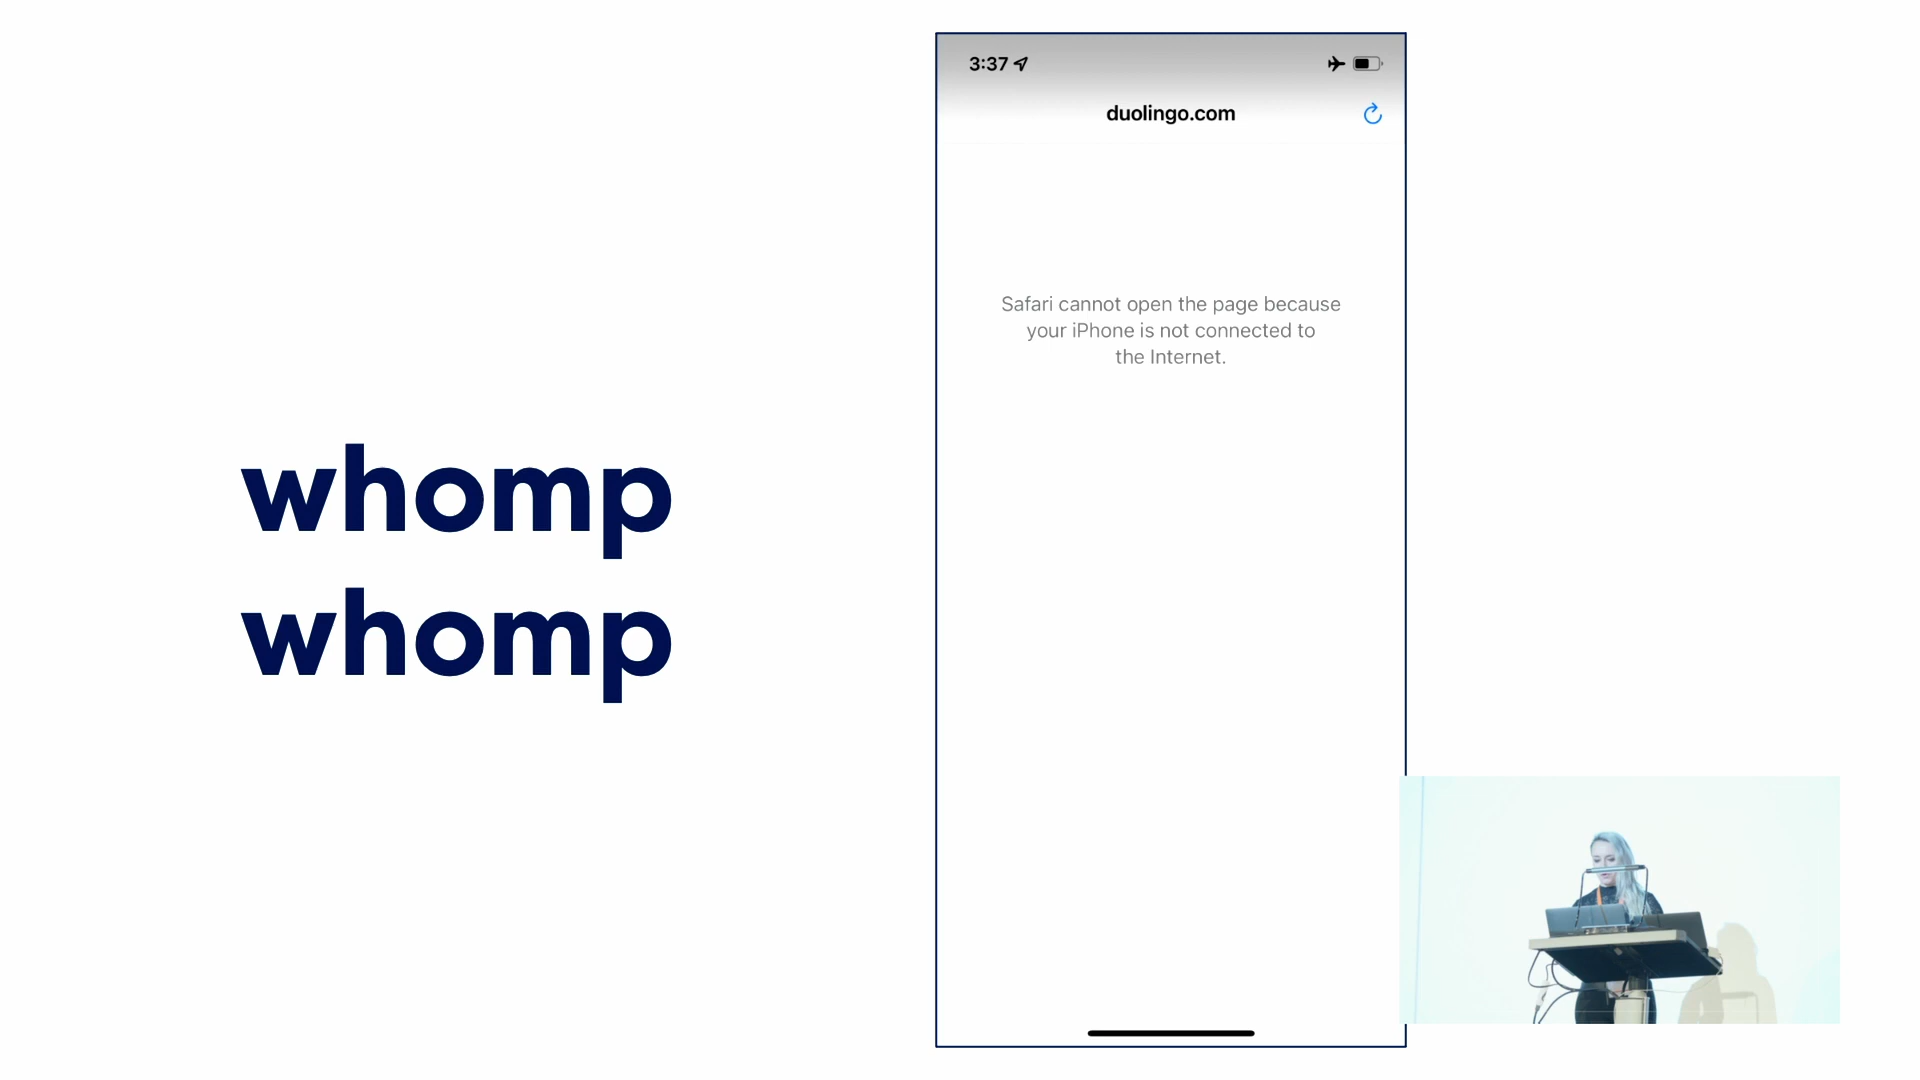 whomp
whomp
3:37
duolingo.com
Safari cannot open the page because
your iPhone is not connected to
the Internet.